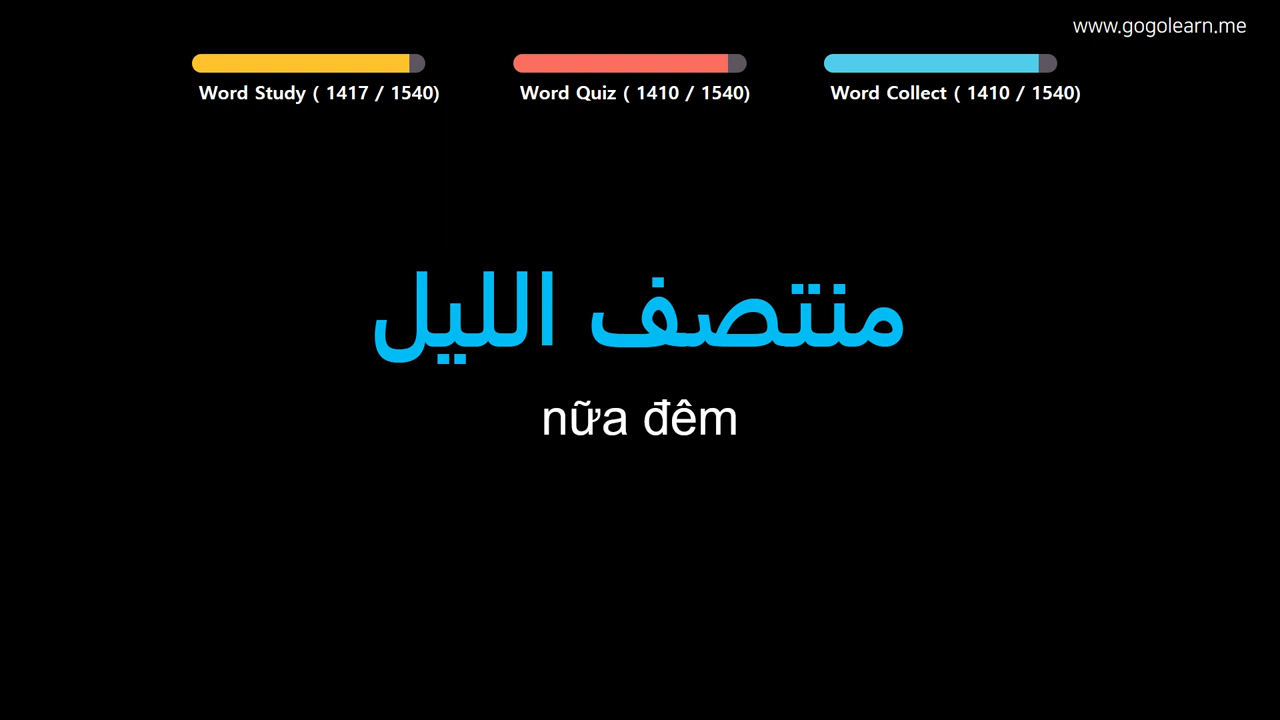 www.gogolearn.me
Word Study ( 1417 / 1540)
Word Quiz ( 1410 / 1540)
Word Collect ( 1410 / 1540)
منتصف الليل
nữa đêm